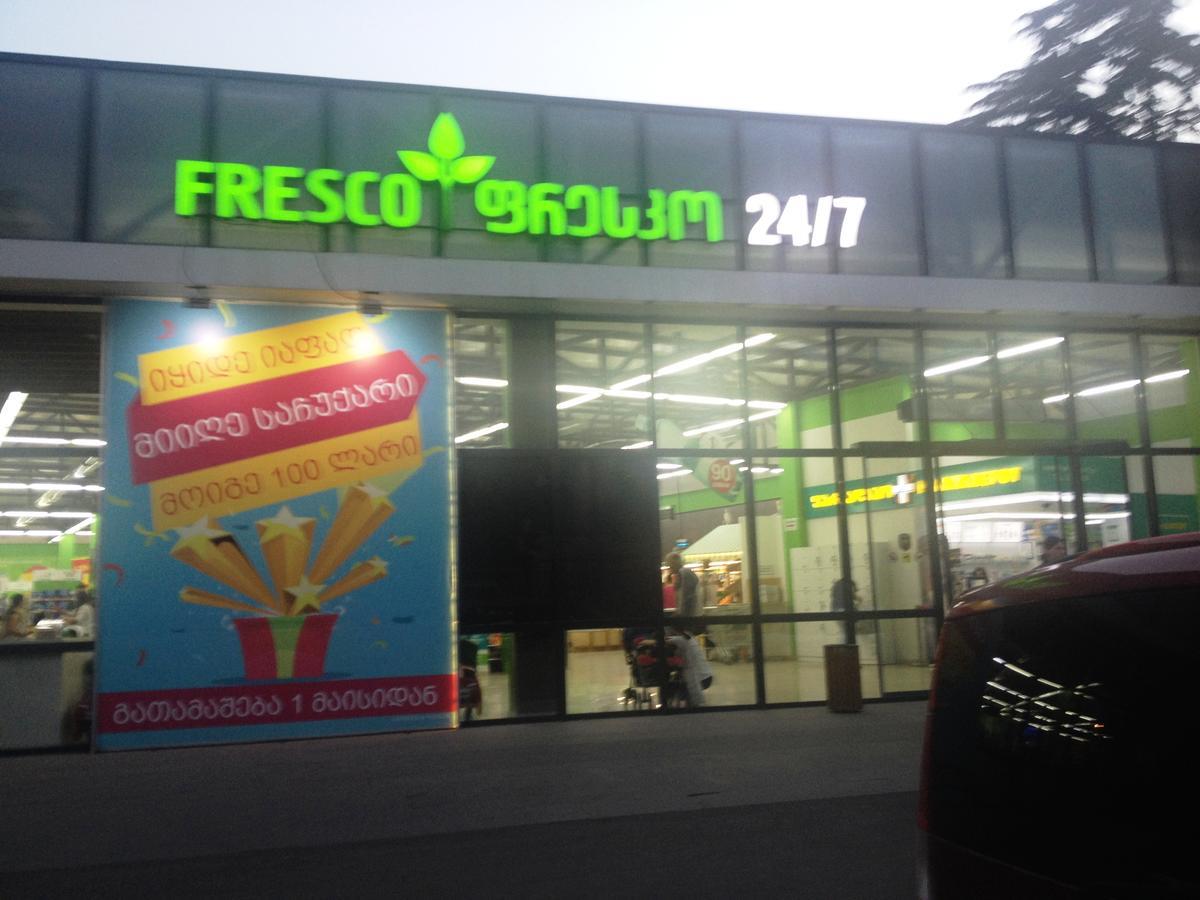 FRESCO ფრესკო 24/7
იყიდე იაფად
მიიღე საჩუქარი
მოიგე 100 ლარი
გათამაშება 1 მაისიდან
90